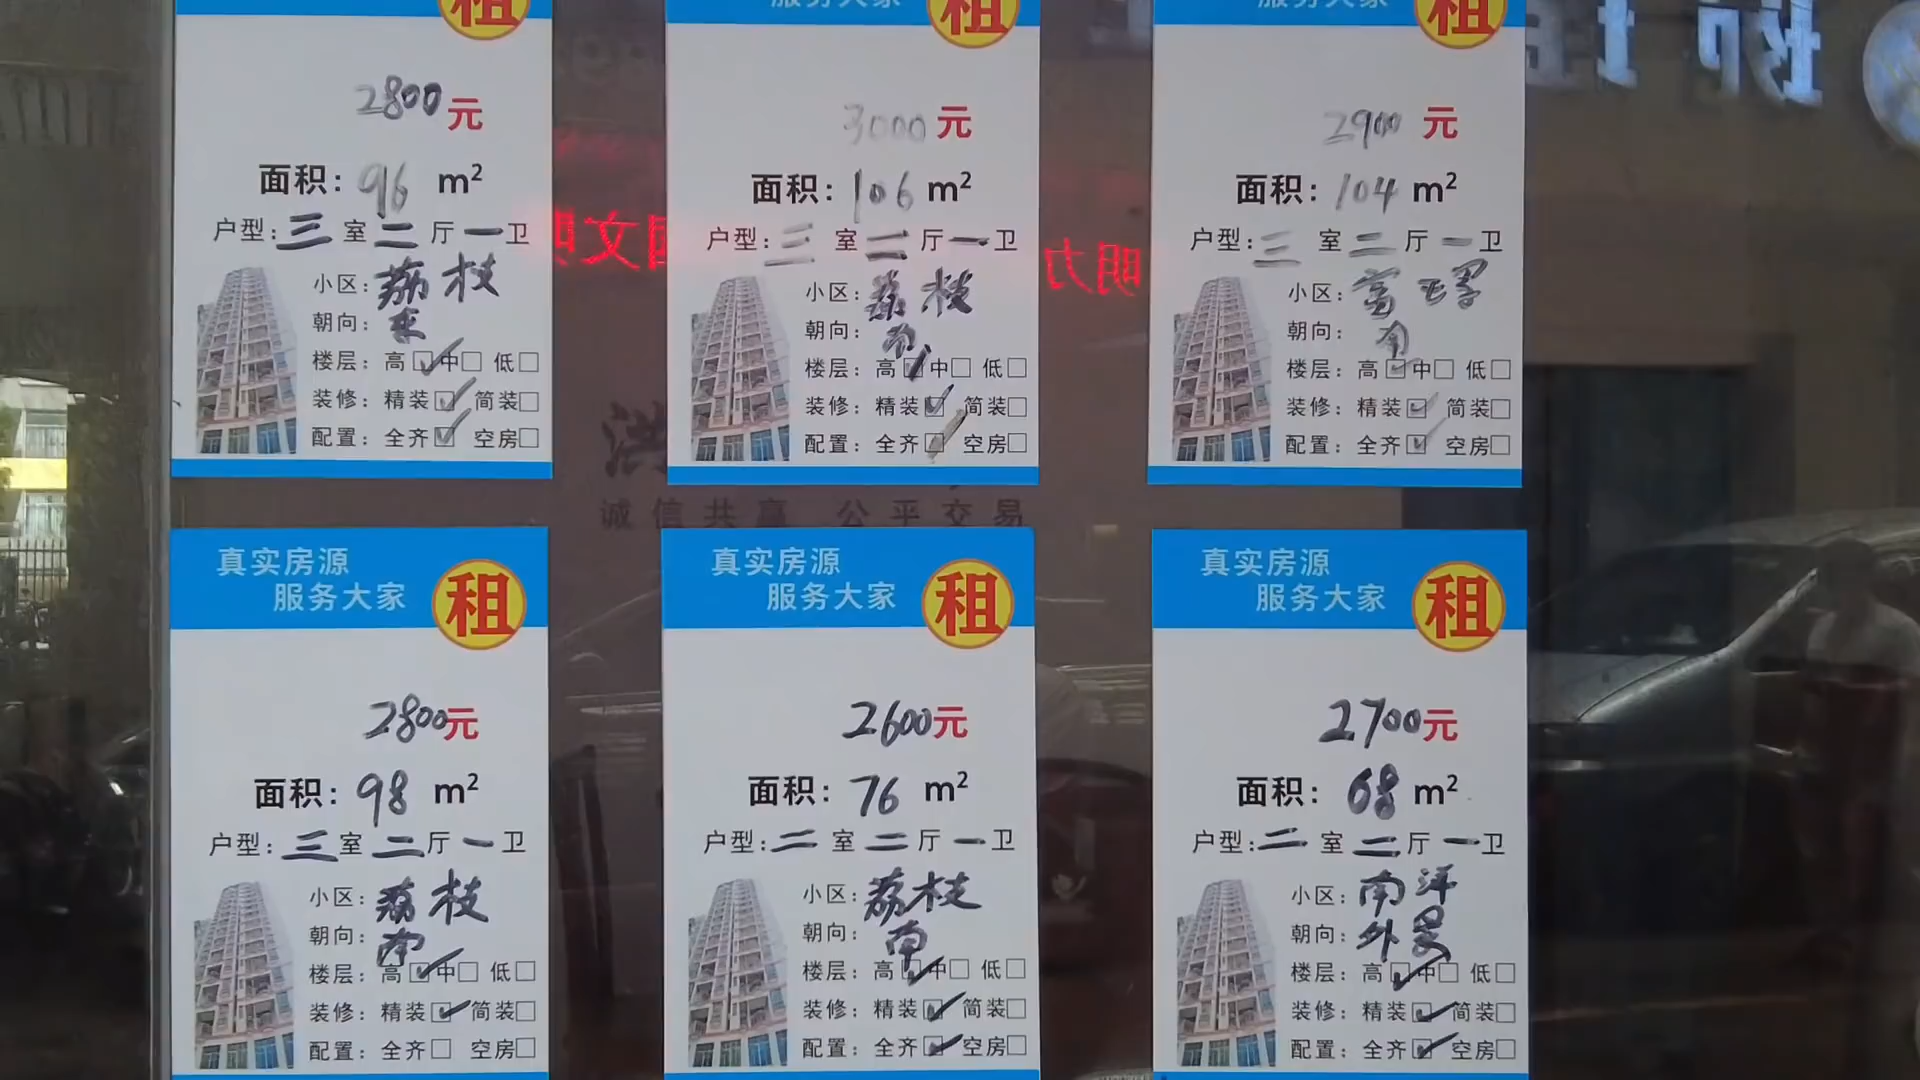 服务大家
租
2800元
面积：96 m²
户型：三室二厅一卫
小区：荔枝
朝向：东
楼层：高☑中□ 低□
装修：精装☑ 简装□
配置：全齐☑ 空房□
服务大家
租
3000元
面积：106 m²
户型：三室二厅一卫
小区：荔枝
朝向：南
楼层：高☑中□ 低□
装修：精装☑ 简装□
配置：全齐☑ 空房□
服务大家
租
2900元
面积：104 m²
户型：三室二厅一卫
小区：富
朝向：南
楼层：高☑中□ 低□
装修：精装☑ 简装□
配置：全齐☑ 空房□
诚信共赢 公平交易
真实房源
服务大家
租
2800元
面积：98 m²
户型：三室二厅一卫
小区：荔枝
朝向：南
楼层：高☑中□ 低□
装修：精装☑ 简装□
配置：全齐□ 空房□
真实房源
服务大家
租
2600元
面积：76 m²
户型：二室二厅一卫
小区：荔枝
朝向：南
楼层：高☑中□ 低□
装修：精装☑ 简装□
配置：全齐☑ 空房□
真实房源
服务大家
租
2700元
面积：68 m²
户型：二室二厅一卫
小区：南洋
朝向：外
楼层：高☑中□ 低□
装修：精装☑ 简装□
配置：全齐☑ 空房□